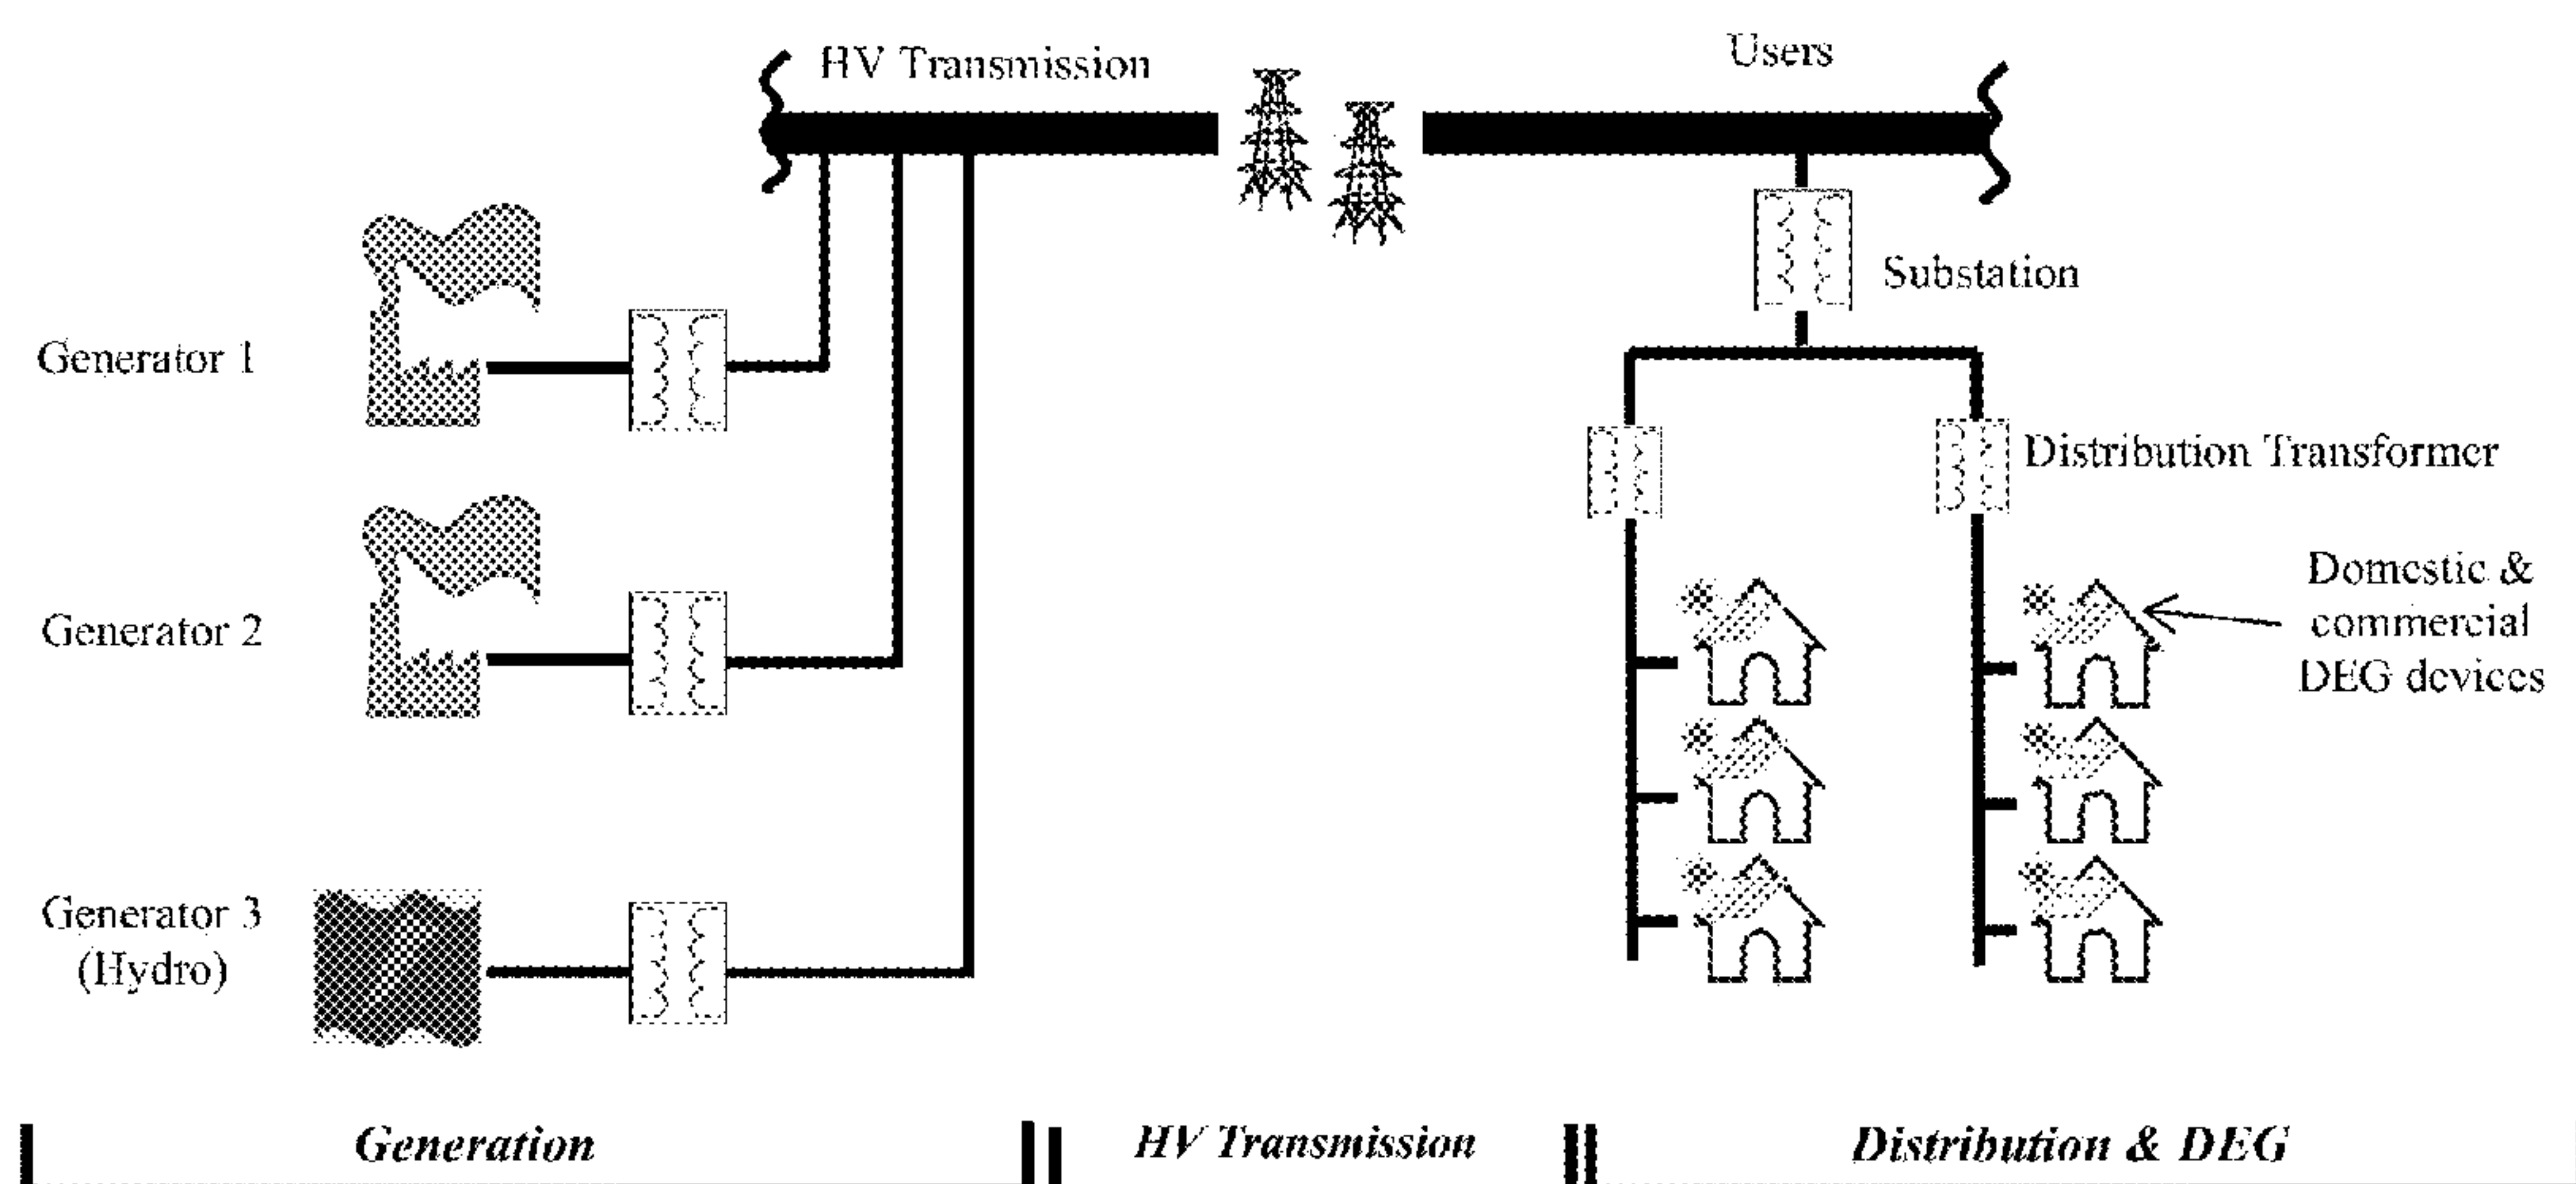 HV Transmission
Users
Substation
Generator 1
Distribution Transformer
Domestic &
commercial
DEG devices
Generator 2
Generator 3
(Hydro)
Generation
HV Transmission
Distribution & DEG